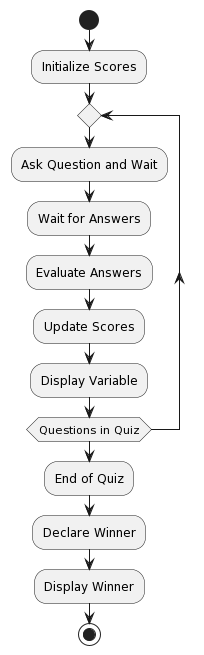 Initialize Scores
Ask Question and Wait
Wait for Answers
Evaluate Answers
Update Scores
Display Variable
Questions in Quiz
End of Quiz
Declare Winner
Display Winner